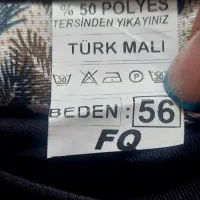 % 50 POLYES
TERSİNDEN YIKAYINIZ
TÜRK MALI
30 P
BEDEN : 56
FQ